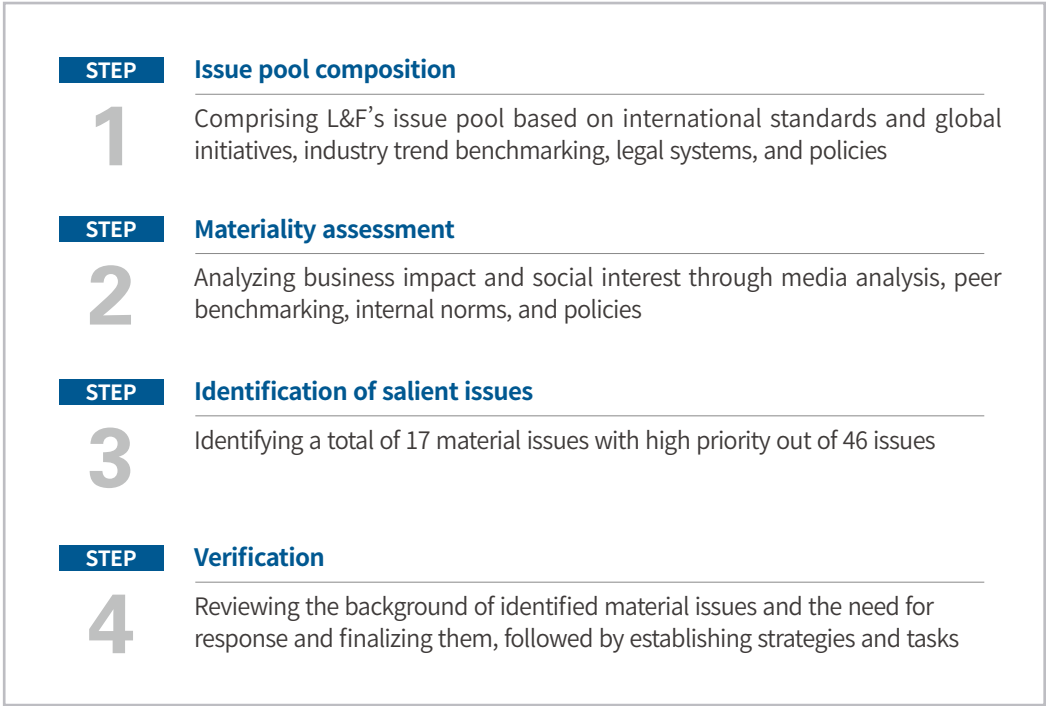 STEP
1
Issue pool composition
Comprising L&F's issue pool based on international standards and global
initiatives, industry trend benchmarking, legal systems, and policies
STEP
2
Materiality assessment
Analyzing business impact and social interest through media analysis, peer
benchmarking, internal norms, and policies
STEP
3
Identification of salient issues
Identifying a total of 17 material issues with high priority out of 46 issues
STEP
4
Verification
Reviewing the background of identified material issues and the need for
response and finalizing them, followed by establishing strategies and tasks